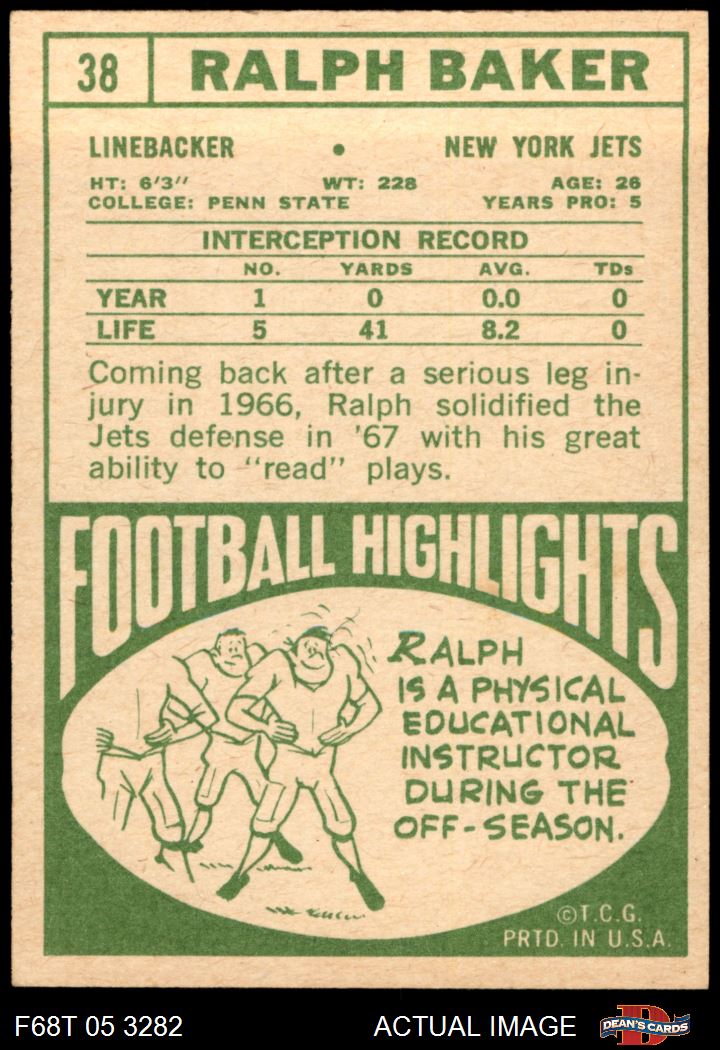 38 RALPH BAKER
LINEBACKER • NEW YORK JETS
HT: 6'3" WT: 228 AGE: 26
COLLEGE: PENN STATE YEARS PRO: 5
INTERCEPTION RECORD
NO. YARDS AVG. TDs
YEAR 1 0 0.0 0
LIFE 5 41 8.2 0
Coming back after a serious leg in-
jury in 1966, Ralph solidified the
Jets defense in '67 with his great
ability to "read" plays.
FOOTBALL HIGHLIGHTS
RALPH
IS A PHYSICAL
EDUCATIONAL
INSTRUCTOR
DURING THE
OFF-SEASON.
©T.C.G.
PRTD. IN U.S.A.
F68T 05 3282 ACTUAL IMAGE D DEAN'S CARDS